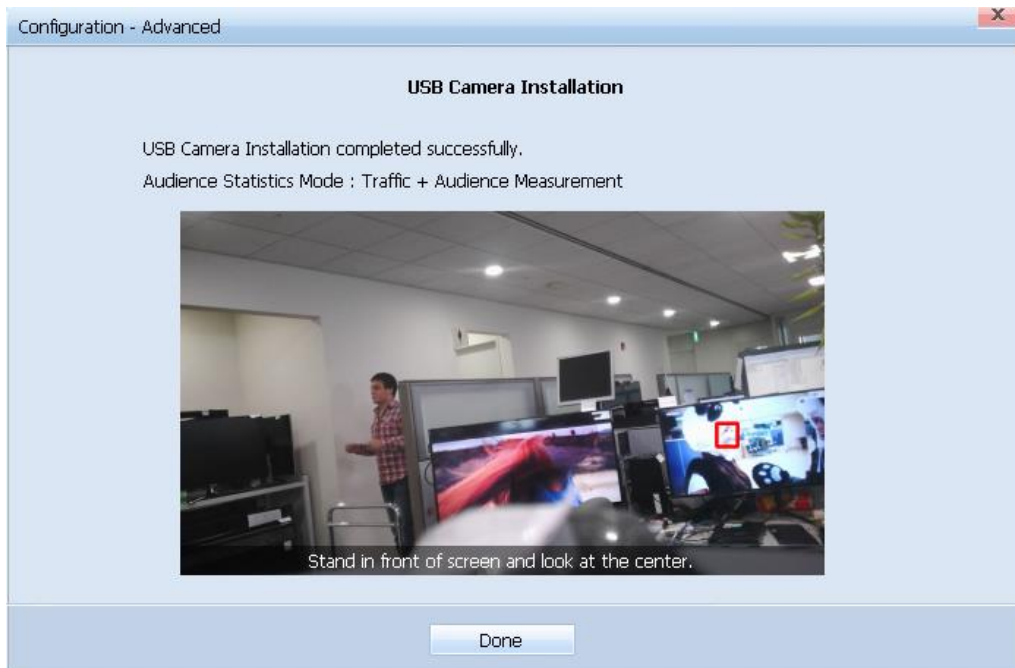 Configuration - Advanced
X
USB Camera Installation
USB Camera Installation completed successfully.
Audience Statistics Mode : Traffic + Audience Measurement
Stand in front of screen and look at the center.
Done